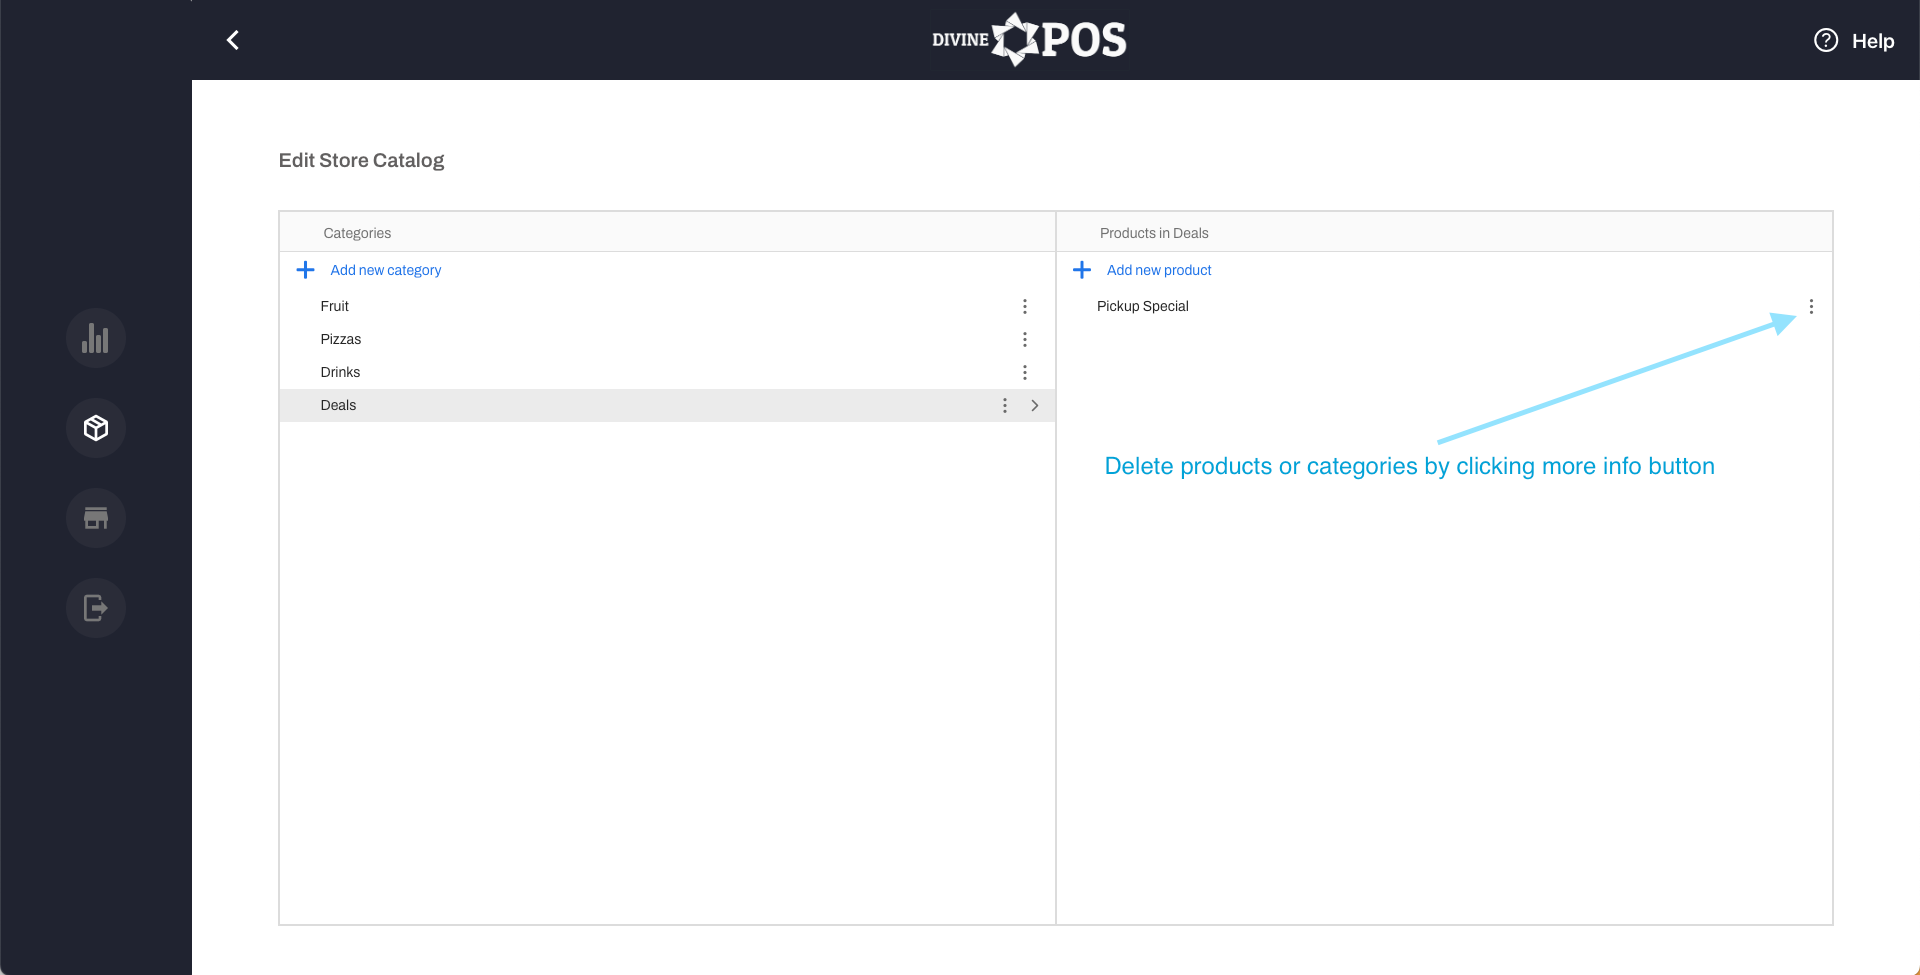 DIVINE POS
Help
Edit Store Catalog
Categories
Products in Deals
Add new category
Add new product
Fruit
Pickup Special
Pizzas
Drinks
Deals
Delete products or categories by clicking more info button